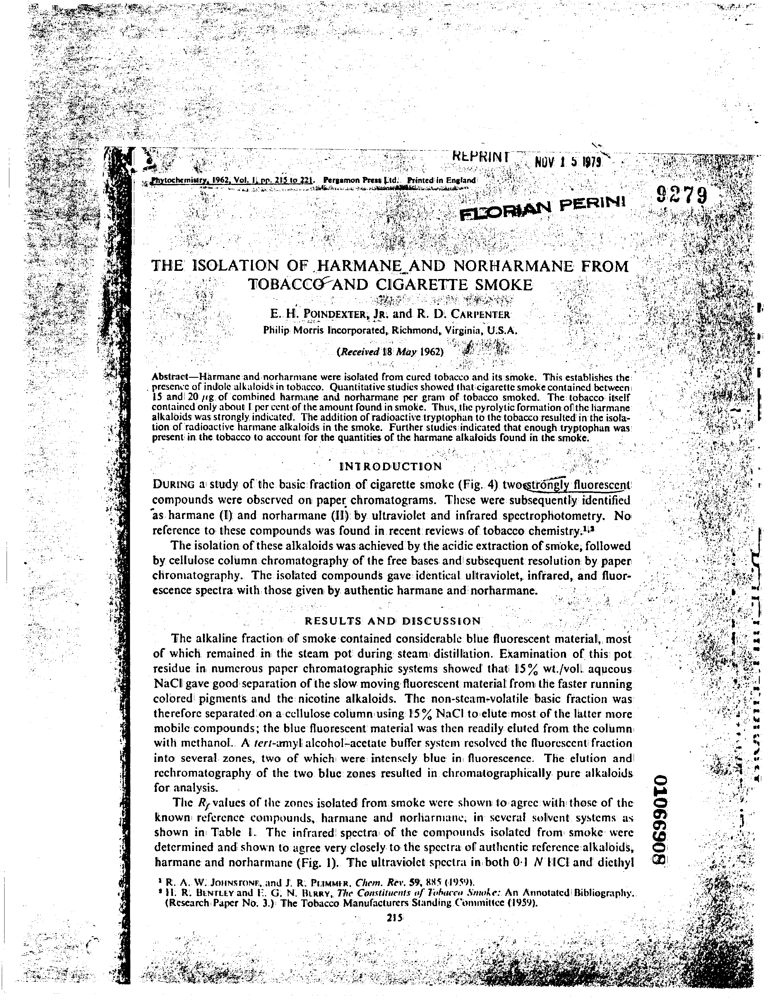 REPRINT NOV 15 1979
Phytochemistry, 1962, Vol. 1, pp. 215 to 221. Pergamon Press Ltd. Printed in England
9279
FLORIAN PERINI
THE ISOLATION OF HARMANE AND NORHARMANE FROM
TOBACCO AND CIGARETTE SMOKE
E. H. POINDEXTER, JR. and R. D. CARPENTER
Philip Morris Incorporated, Richmond, Virginia, U.S.A.
(Received 18 May 1962)
Abstract—Harmane and norharmane were isolated from cured tobacco and its smoke. This establishes the
presence of indole alkaloids in tobacco. Quantitative studies showed that cigarette smoke contained between
15 and 20 μg of combined harmane and norharmane per gram of tobacco smoked. The tobacco itself
contained only about 1 per cent of the amount found in smoke. Thus, the pyrolytic formation of the harmane
alkaloids was strongly indicated. The addition of radioactive tryptophan to the tobacco resulted in the isola-
tion of radioactive harmane alkaloids in the smoke. Further studies indicated that enough tryptophan was
present in the tobacco to account for the quantities of the harmane alkaloids found in the smoke.
INTRODUCTION
DURING a study of the basic fraction of cigarette smoke (Fig. 4) two strongly fluorescent
compounds were observed on paper chromatograms. These were subsequently identified
as harmane (I) and norharmane (II) by ultraviolet and infrared spectrophotometry. No
reference to these compounds was found in recent reviews of tobacco chemistry.1,2
The isolation of these alkaloids was achieved by the acidic extraction of smoke, followed
by cellulose column chromatography of the free bases and subsequent resolution by paper
chromatography. The isolated compounds gave identical ultraviolet, infrared, and fluor-
escence spectra with those given by authentic harmane and norharmane.
RESULTS AND DISCUSSION
The alkaline fraction of smoke contained considerable blue fluorescent material, most
of which remained in the steam pot during steam distillation. Examination of this pot
residue in numerous paper chromatographic systems showed that 15% wt./vol. aqueous
NaCl gave good separation of the slow moving fluorescent material from the faster running
colored pigments and the nicotine alkaloids. The non-steam-volatile basic fraction was
therefore separated on a cellulose column using 15% NaCl to elute most of the latter more
mobile compounds; the blue fluorescent material was then readily eluted from the column
with methanol. A tert-amyl alcohol-acetate buffer system resolved the fluorescent fraction
into several zones, two of which were intensely blue in fluorescence. The elution and
rechromatography of the two blue zones resulted in chromatographically pure alkaloids
for analysis.
The Rf values of the zones isolated from smoke were shown to agree with those of the
known reference compounds, harmane and norharmane, in several solvent systems as
shown in Table 1. The infrared spectra of the compounds isolated from smoke were
determined and shown to agree very closely to the spectra of authentic reference alkaloids,
harmane and norharmane (Fig. 1). The ultraviolet spectra in both 0·1 N HCl and diethyl
1 R. A. W. JOHNSTONE, and J. R. PLIMMER, Chem. Rev. 59, 885 (1959).
2 H. R. BENTLEY and E. G. N. BERRY, The Constituents of Tobacco Smoke: An Annotated Bibliography.
(Research Paper No. 3.) The Tobacco Manufacturers Standing Committee (1959).
215
01066908